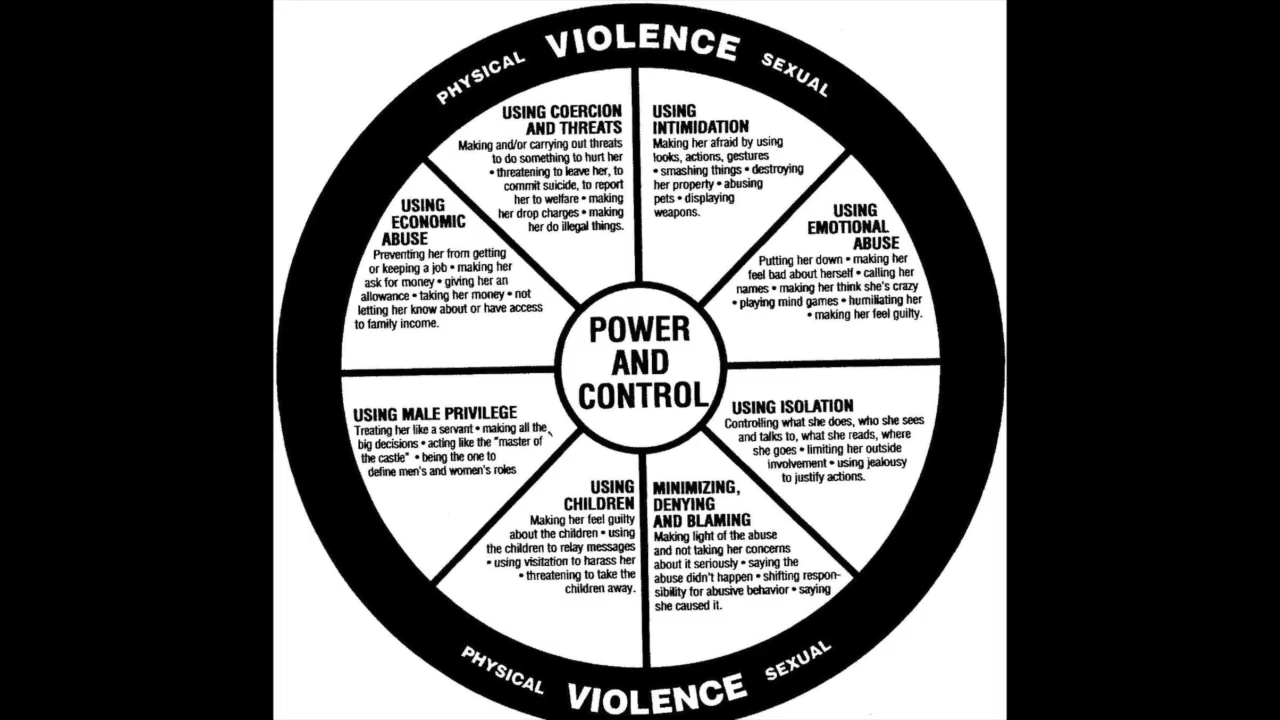 PHYSICAL VIOLENCE SEXUAL
USING COERCION
AND THREATS
Making and/or carrying out threats
to do something to hurt her
• threatening to leave her, to
commit suicide, to report
her to welfare • making
her drop charges • making
her do illegal things.
USING
INTIMIDATION
Making her afraid by using
looks, actions, gestures
• smashing things • destroying
her property • abusing
pets • displaying
weapons.
USING
EMOTIONAL
ABUSE
Putting her down • making her
feel bad about herself • calling her
names • making her think she's crazy
• playing mind games • humiliating her
• making her feel guilty.
USING ISOLATION
Controlling what she does, who she sees
and talks to, what she reads, where
she goes • limiting her outside
involvement • using jealousy
to justify actions.
MINIMIZING,
DENYING
AND BLAMING
Making light of the abuse
and not taking her concerns
about it seriously • saying the
abuse didn't happen • shifting respon-
sibility for abusive behavior • saying
she caused it.
USING
CHILDREN
Making her feel guilty
about the children • using
the children to relay messages
• using visitation to harass her
• threatening to take the
children away.
USING MALE PRIVILEGE
Treating her like a servant • making all the
big decisions • acting like the "master of
the castle" • being the one to
define men's and women's roles
USING
ECONOMIC
ABUSE
Preventing her from getting
or keeping a job • making her
ask for money • giving her an
allowance • taking her money • not
letting her know about or have access
to family income.
POWER
AND
CONTROL
PHYSICAL VIOLENCE SEXUAL